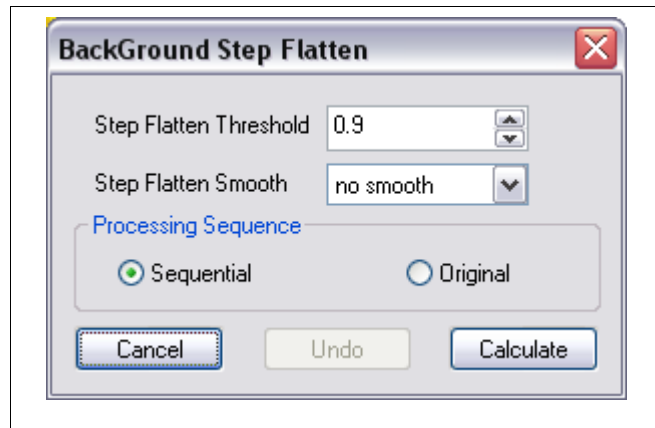 BackGround Step Flatten
Step Flatten Threshold 0.9
Step Flatten Smooth no smooth
Processing Sequence
Sequential Original
Cancel Undo Calculate